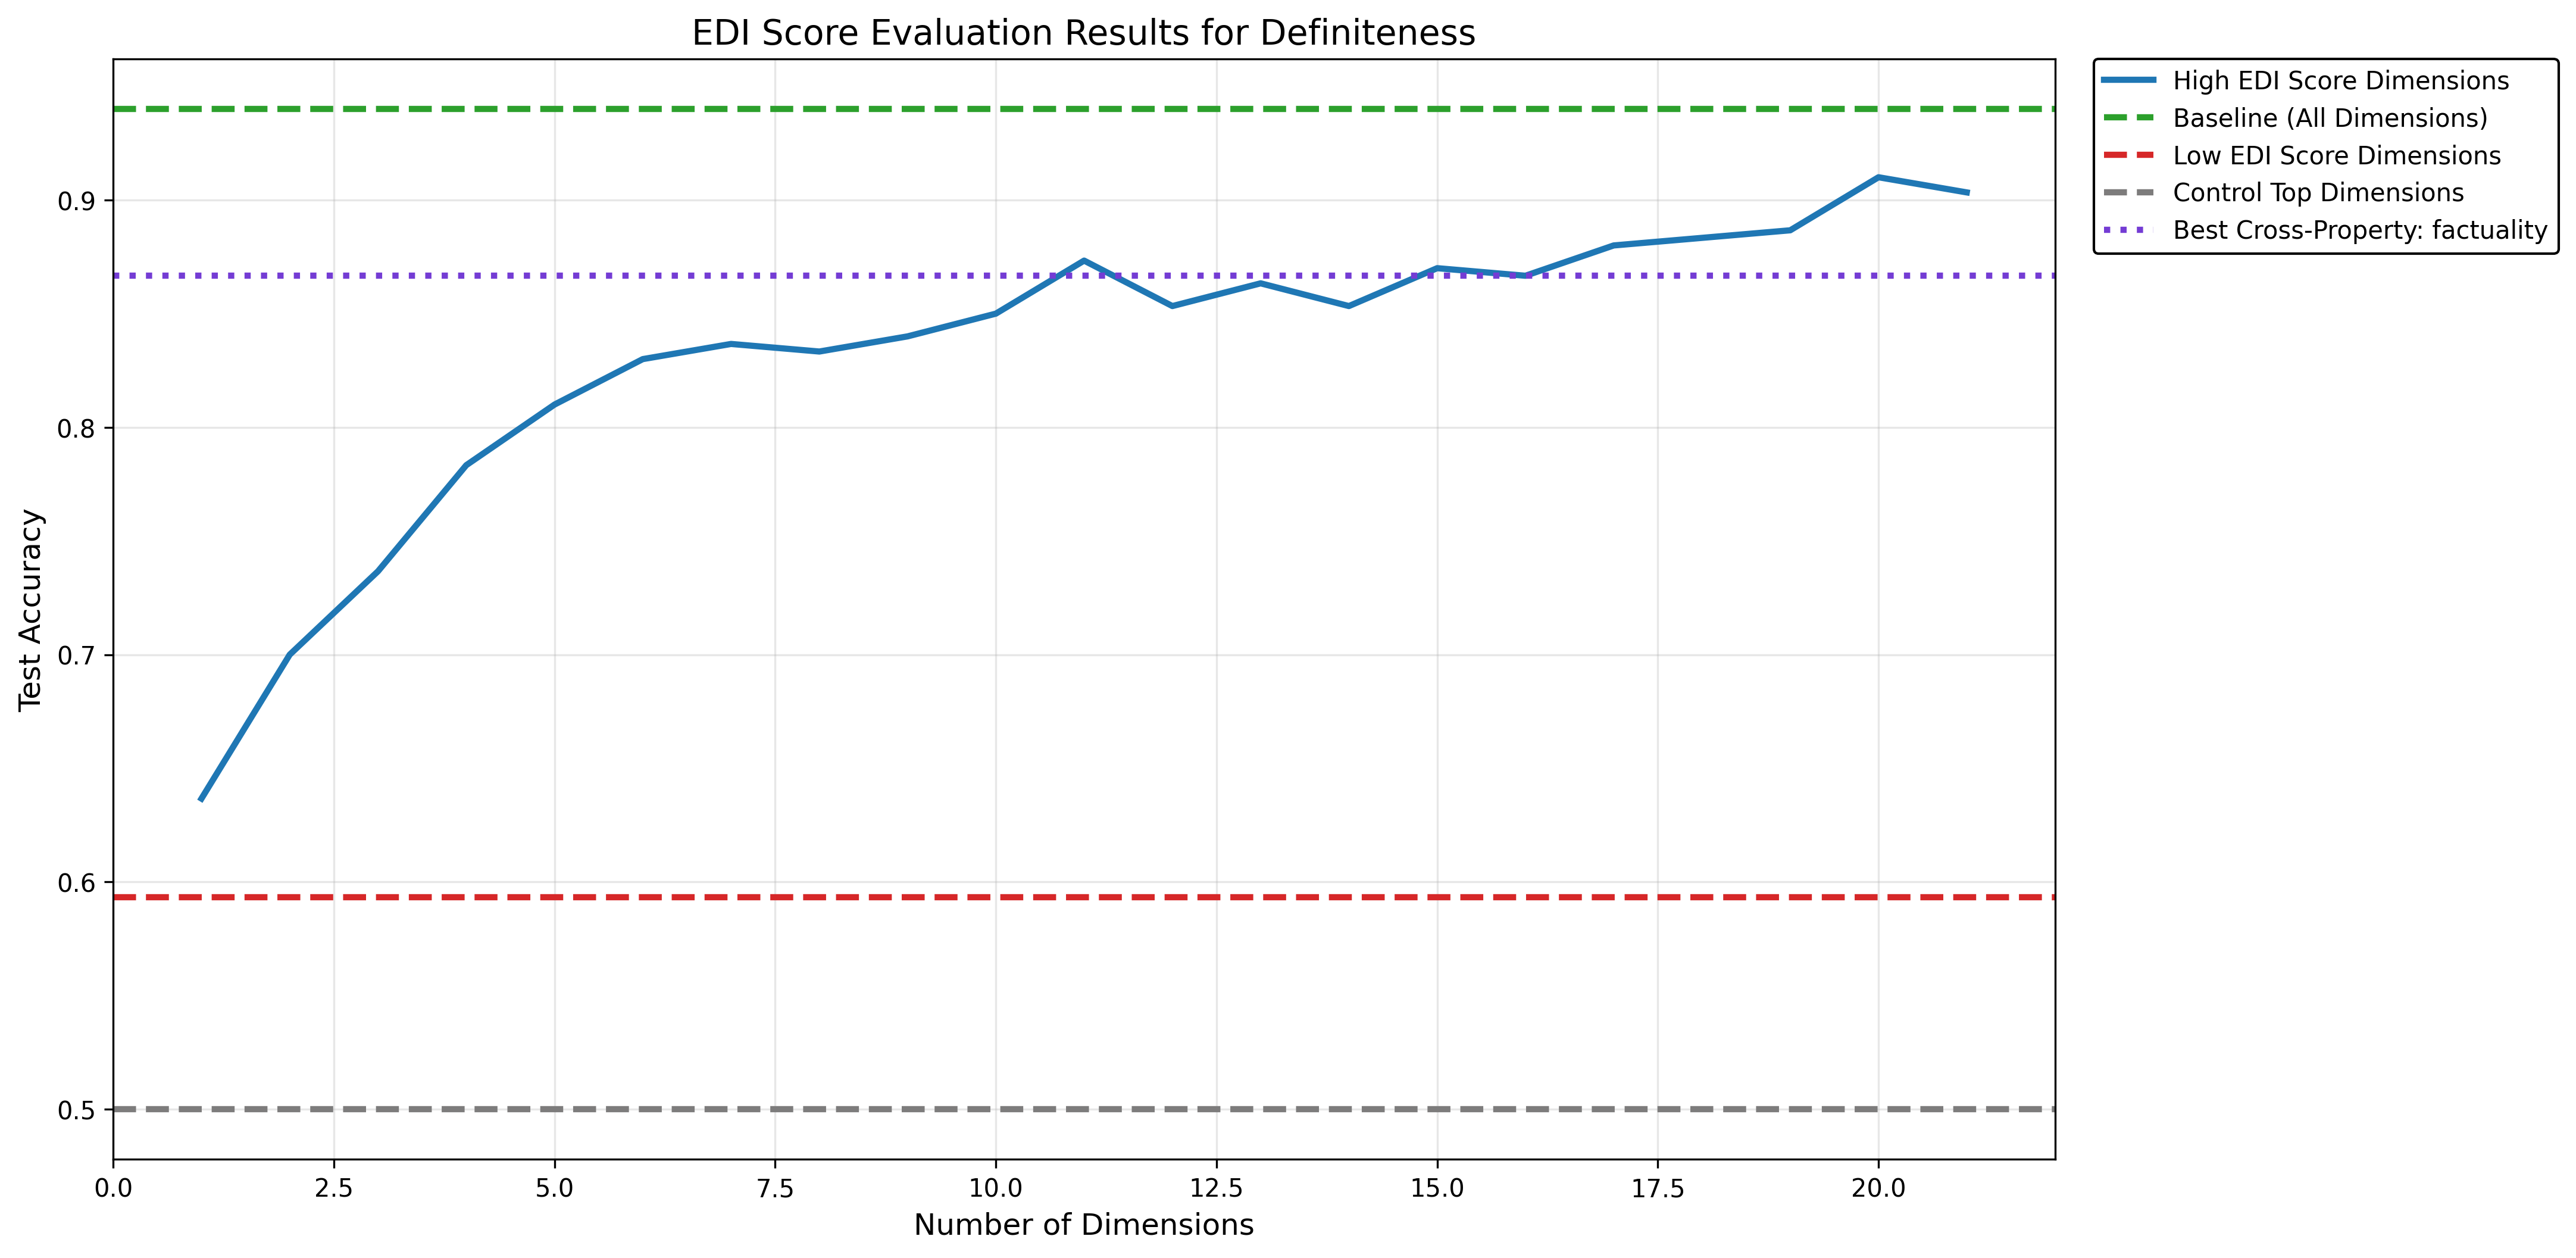 EDI Score Evaluation Results for Definiteness
High EDI Score Dimensions
Baseline (All Dimensions)
Low EDI Score Dimensions
Control Top Dimensions
Best Cross-Property: factuality
Test Accuracy
0.9
0.8
0.7
0.6
0.5
0.0 2.5 5.0 7.5 10.0 12.5 15.0 17.5 20.0
Number of Dimensions